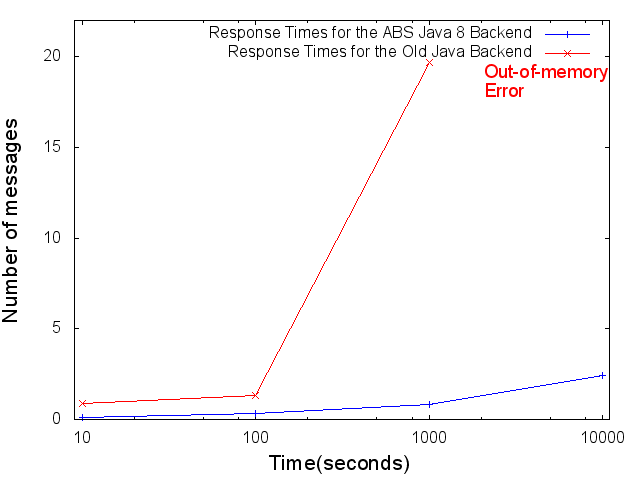 Response Times for the ABS Java 8 Backend
Response Times for the Old Java Backend
Out-of-memory
Error
20
15
10
5
0
Number of messages
10
100
1000
10000
Time(seconds)